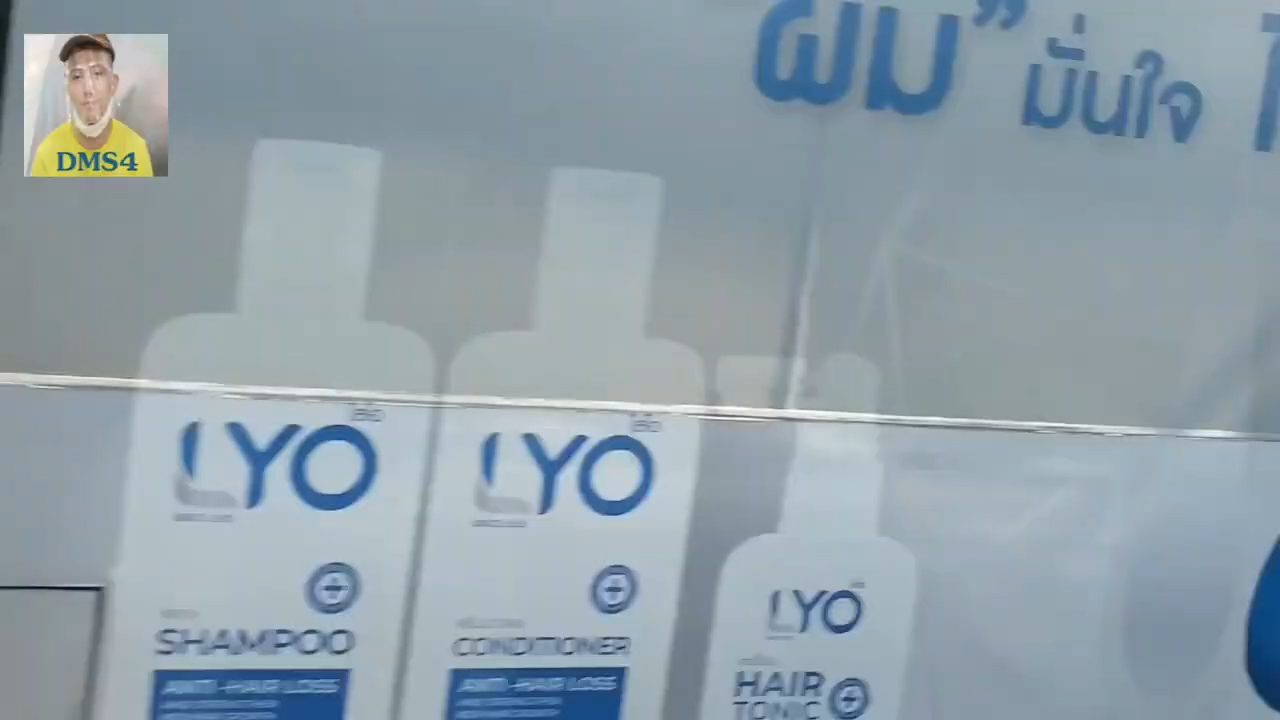 ผม” มั่นใจ
DMS4
LYO
LYO
SHAMPOO
CONDITIONER
ANTI-HAIR LOSS
ANTI-HAIR LOSS
LYO
HAIR
TONIC